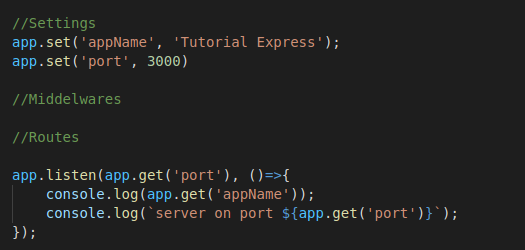 //Settings
app.set('appName', 'Tutorial Express');
app.set('port', 3000)
//Middelwares
//Routes
app.listen(app.get('port'), ()=>{
    console.log(app.get('appName'));
    console.log(`server on port ${app.get('port')}`);
});